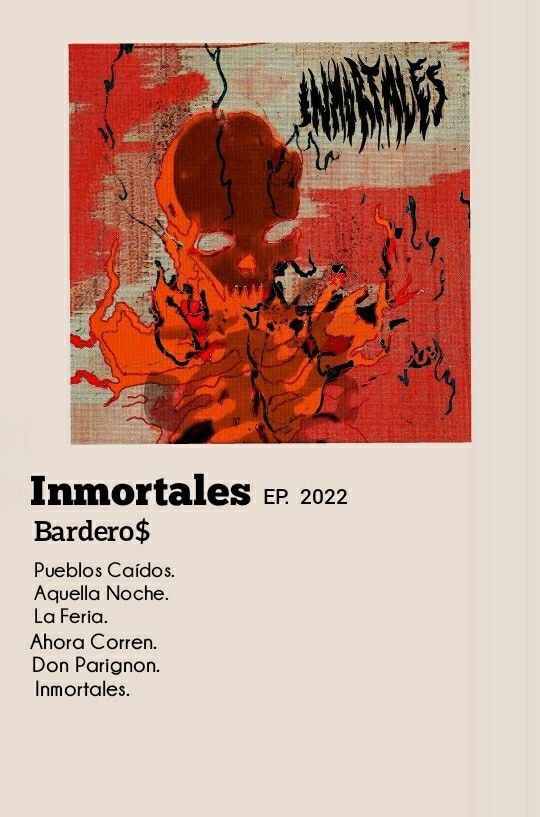 INMORTALES
Inmortales EP. 2022
Bardero$
Pueblos Caídos.
Aquella Noche.
La Feria.
Ahora Corren.
Don Parignon.
Inmortales.